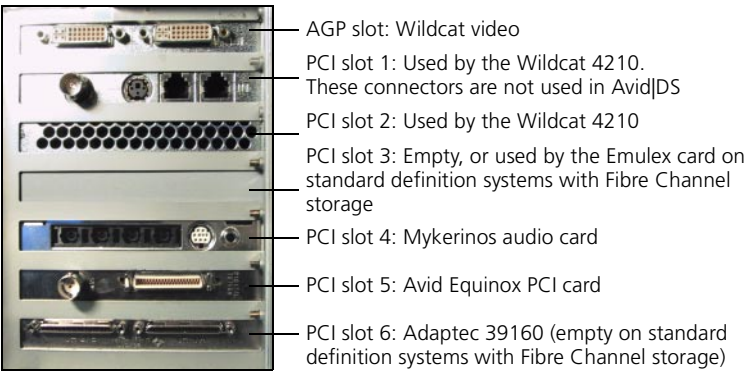 AGP slot: Wildcat video
PCI slot 1: Used by the Wildcat 4210.
These connectors are not used in Avid|DS
PCI slot 2: Used by the Wildcat 4210
PCI slot 3: Empty, or used by the Emulex card on
standard definition systems with Fibre Channel
storage
PCI slot 4: Mykerinos audio card
PCI slot 5: Avid Equinox PCI card
PCI slot 6: Adaptec 39160 (empty on standard
definition systems with Fibre Channel storage)